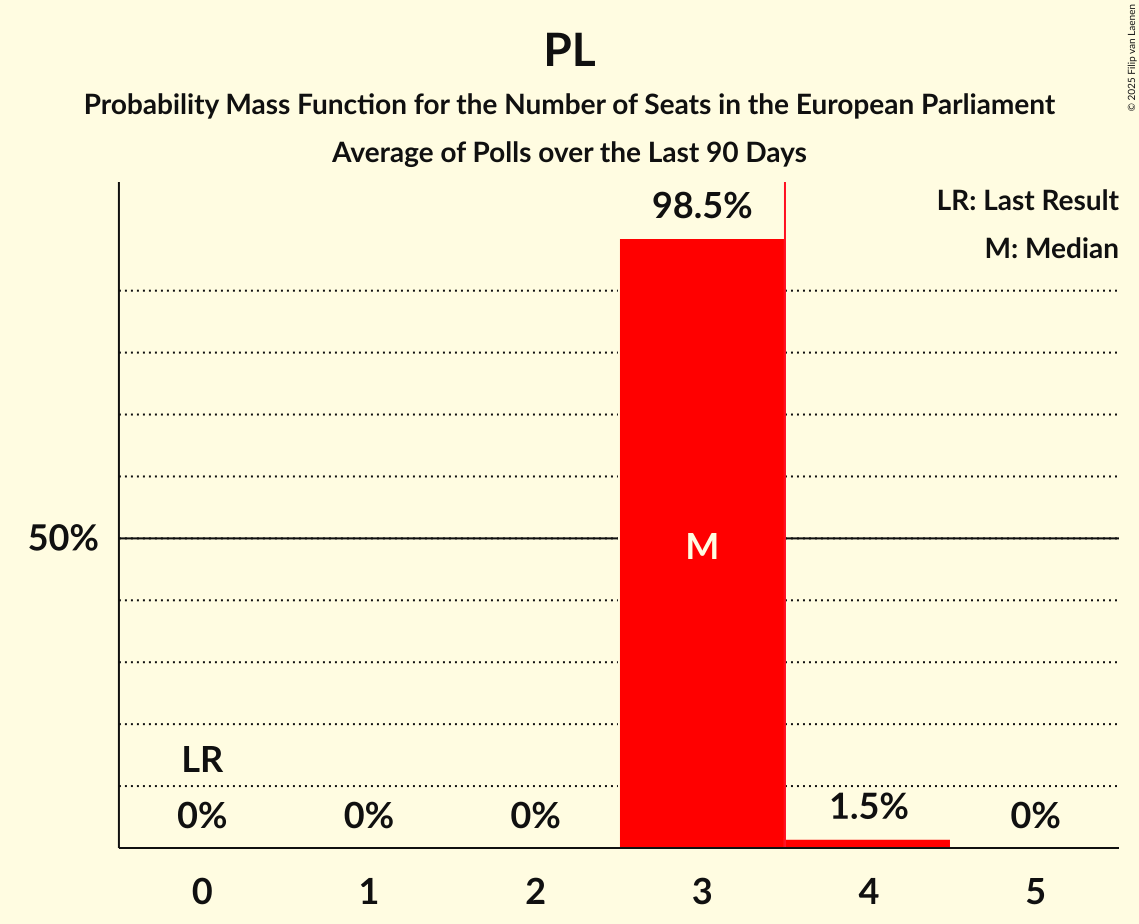 PL
Probability Mass Function for the Number of Seats in the European Parliament
Average of Polls over the Last 90 Days
© 2025 Filip van Laenen
LR: Last Result
M: Median
98.5%
50%
M
LR
0%
0%
0%
1.5%
0%
0
1
2
3
4
5